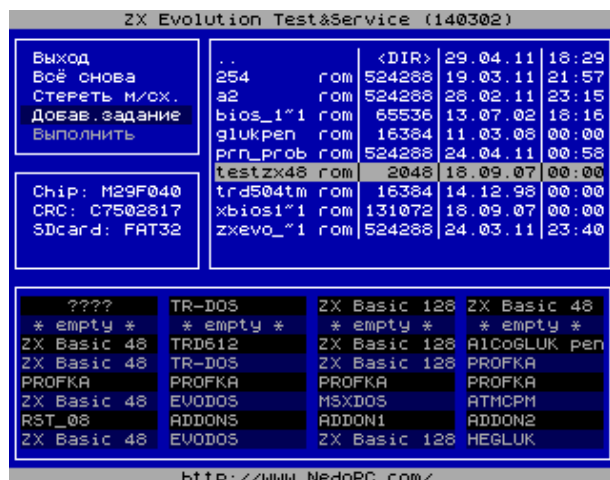 ZX Evolution Test&Service (140302)
Выход
Всё снова
Стереть м/сх.
Добав.задание
Выполнить
.. <DIR> 29.04.11 18:29
254 rom 524288 19.03.11 21:57
a2 rom 524288 28.02.11 23:15
bios_1~1 rom 65536 13.07.02 18:16
glukpen rom 16384 11.03.08 00:00
prn_prob rom 524288 24.04.11 00:58
testzx48 rom 2048 18.09.07 00:00
trd504tm rom 16384 14.12.98 00:00
xbios1~1 rom 131072 18.09.07 00:00
zxevo_~1 rom 524288 24.03.11 23:40
Chip: M29F040
CRC: C7502817
SDcard: FAT32
???? TR-DOS ZX Basic 128 ZX Basic 48
* empty * * empty * * empty * * empty *
ZX Basic 48 TRD612 ZX Basic 128 AlCoGLUK pen
ZX Basic 48 TR-DOS ZX Basic 128 PROFKA
PROFKA PROFKA PROFKA PROFKA
ZX Basic 48 EVODOS MSXDOS ATMCPM
RST_08 ADDONS ADDON1 ADDON2
ZX Basic 48 EVODOS ZX Basic 128 HEGLUK
http://www.NedoPC.com/